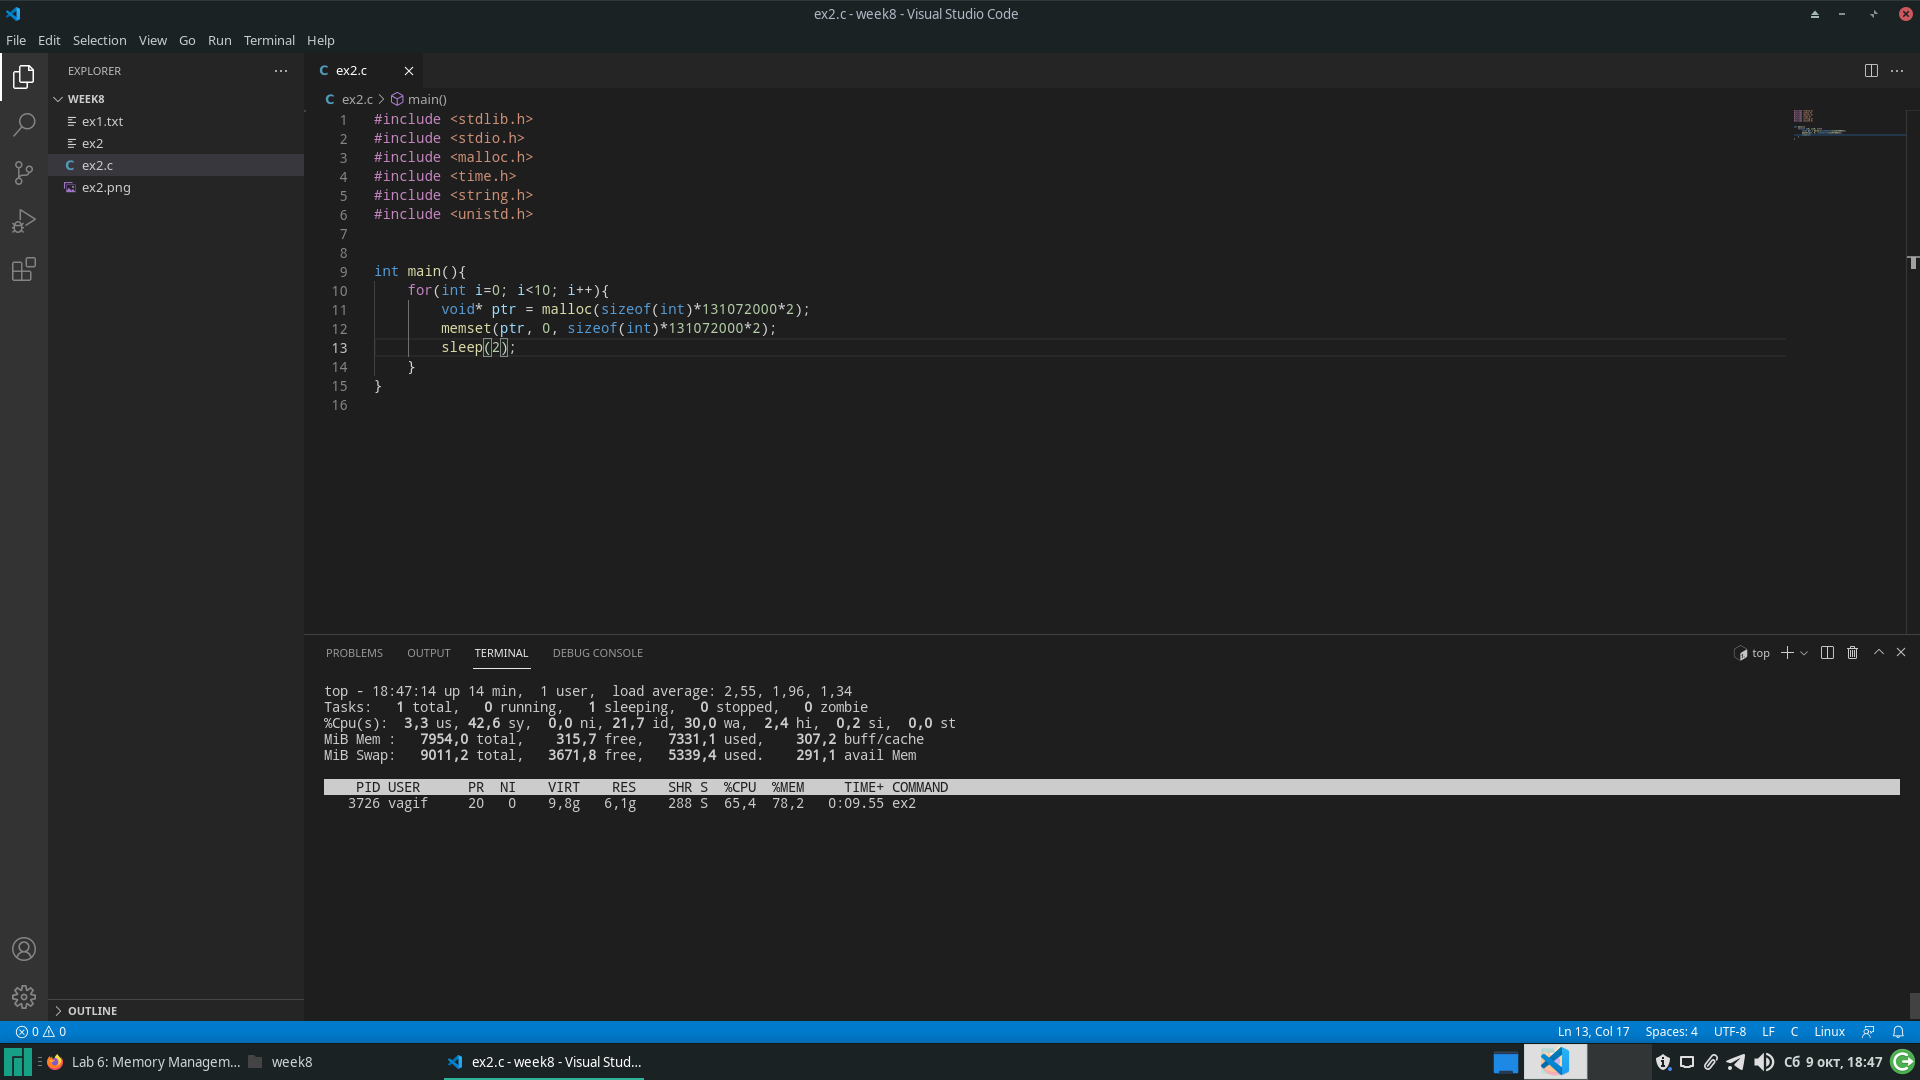 ex2.c - week8 - Visual Studio Code
File Edit Selection View Go Run Terminal Help
EXPLORER
WEEK8
ex1.txt
ex2
C ex2.c
ex2.png
OUTLINE
C ex2.c
C ex2.c > main()
1 #include <stdlib.h>
2 #include <stdio.h>
3 #include <malloc.h>
4 #include <time.h>
5 #include <string.h>
6 #include <unistd.h>
7
8
9 int main(){
10 for(int i=0; i<10; i++){
11 void* ptr = malloc(sizeof(int)*131072000*2);
12 memset(ptr, 0, sizeof(int)*131072000*2);
13 sleep(2);
14 }
15 }
16
PROBLEMS OUTPUT TERMINAL DEBUG CONSOLE
top
top - 18:47:14 up 14 min,  1 user,  load average: 2,55, 1,96, 1,34
Tasks:   1 total,   0 running,   1 sleeping,   0 stopped,   0 zombie
%Cpu(s):  3,3 us, 42,6 sy,  0,0 ni, 21,7 id, 30,0 wa,  2,4 hi,  0,2 si,  0,0 st
MiB Mem :   7954,0 total,    315,7 free,   7331,1 used,    307,2 buff/cache
MiB Swap:   9011,2 total,   3671,8 free,   5339,4 used.    291,1 avail Mem
PID USER      PR  NI    VIRT    RES    SHR S  %CPU  %MEM     TIME+ COMMAND
3726 vagif     20   0    9,8g   6,1g    288 S  65,4  78,2   0:09.55 ex2
0 0
Ln 13, Col 17 Spaces: 4 UTF-8 LF C Linux
Lab 6: Memory Managem...
week8
ex2.c - week8 - Visual Stud...
Сб 9 окт, 18:47